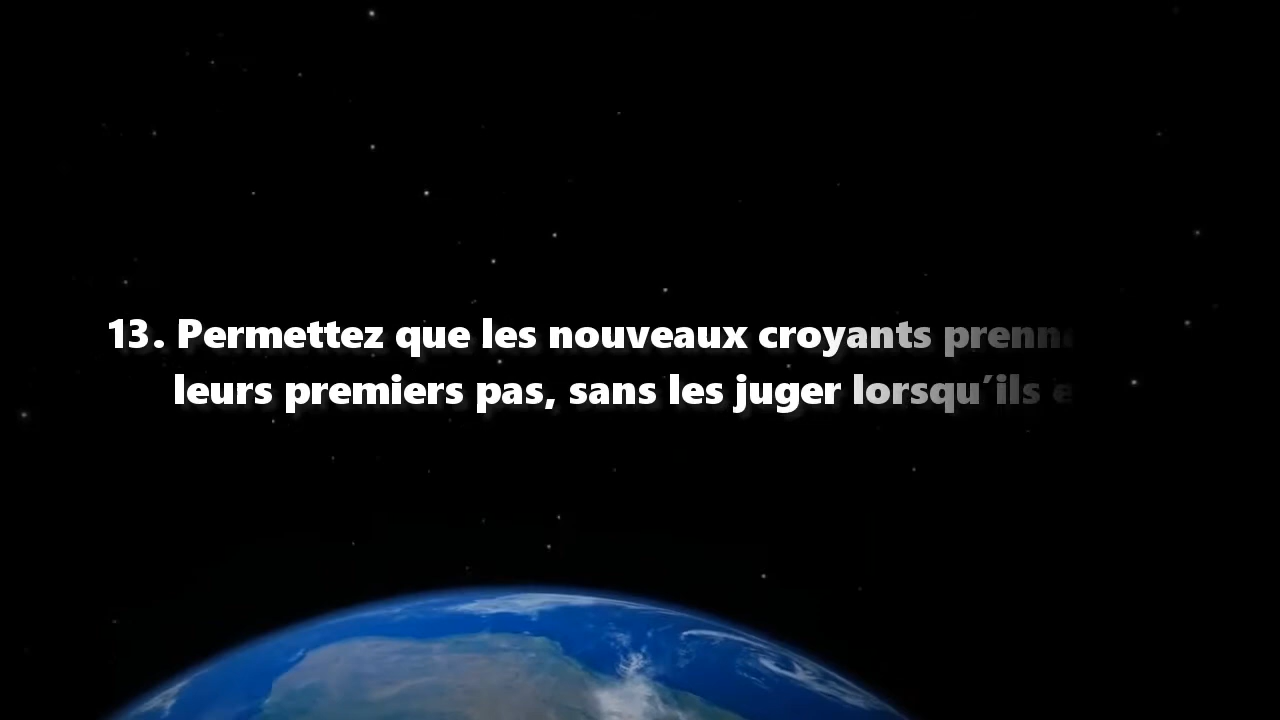 13. Permettez que les nouveaux croyants
leurs premiers pas, sans les juger lorsqu’ils